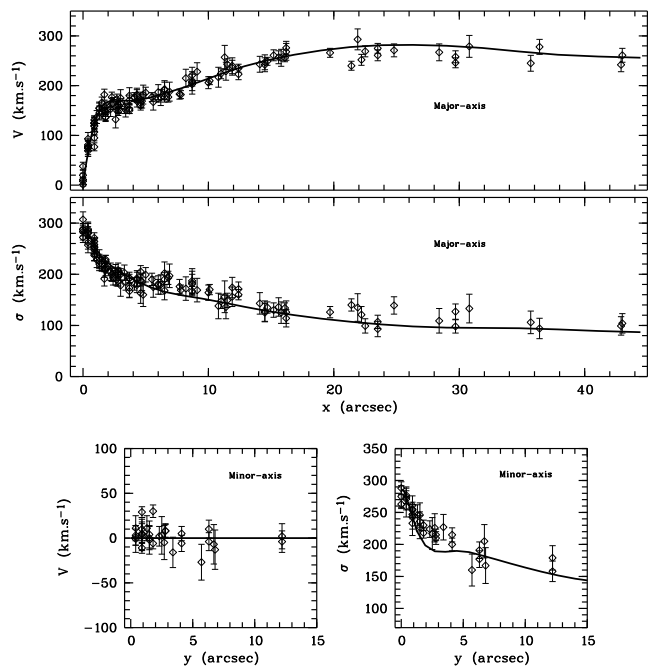 300
200
100
0
V (km.s−1)
Major-axis
300
200
100
0
σ (km.s−1)
Major-axis
0 10 20 30 40
x (arcsec)
100
50
0
−50
−100
V (km.s−1)
Minor-axis
0 5 10 15
y (arcsec)
350
300
250
200
150
100
σ (km.s−1)
Minor-axis
0 5 10 15
y (arcsec)